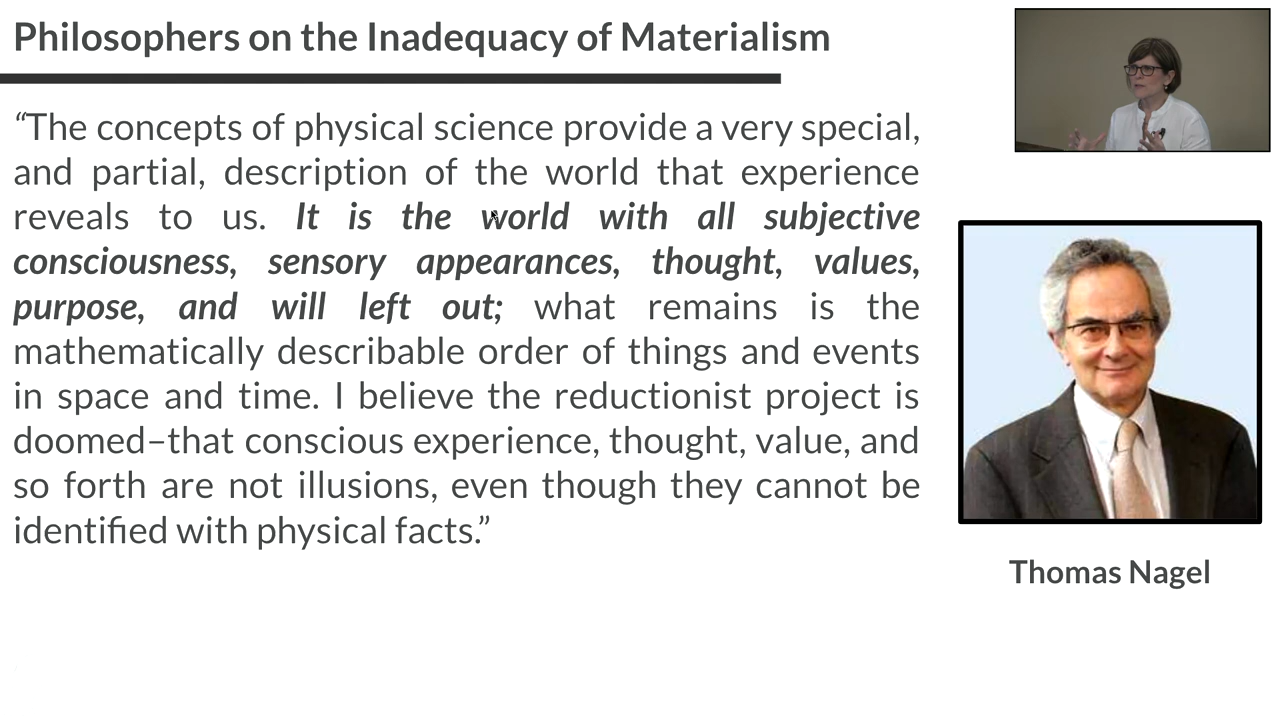 Philosophers on the Inadequacy of Materialism
“The concepts of physical science provide a very special,
and partial, description of the world that experience
reveals to us. It is the world with all subjective
consciousness, sensory appearances, thought, values,
purpose, and will left out; what remains is the
mathematically describable order of things and events
in space and time. I believe the reductionist project is
doomed–that conscious experience, thought, value, and
so forth are not illusions, even though they cannot be
identified with physical facts.”
Thomas Nagel